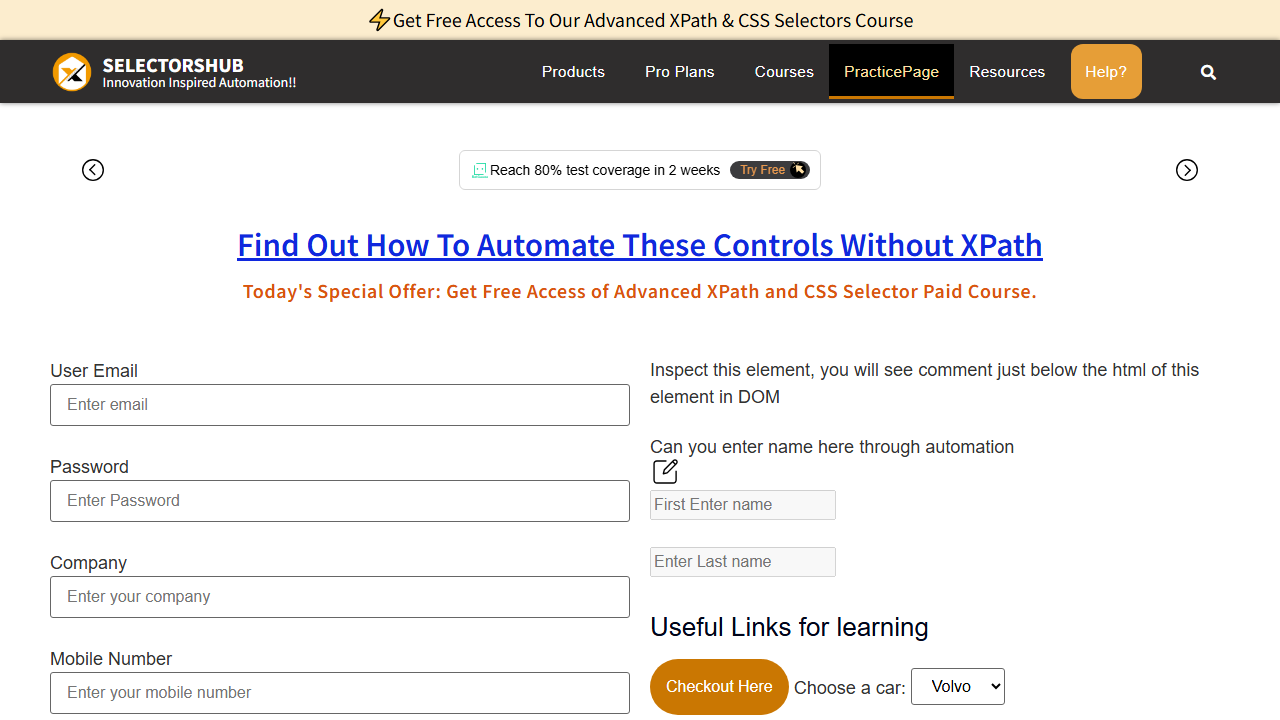 Get Free Access To Our Advanced XPath & CSS Selectors Course
SELECTORSHUB
Innovation Inspired Automation!!
Products
Pro Plans
Courses
PracticePage
Resources
Help?
Reach 80% test coverage in 2 weeks
Try Free
Find Out How To Automate These Controls Without XPath
Today's Special Offer: Get Free Access of Advanced XPath and CSS Selector Paid Course.
User Email
Enter email
Password
Enter Password
Company
Enter your company
Mobile Number
Enter your mobile number
Inspect this element, you will see comment just below the html of this
element in DOM
Can you enter name here through automation
First Enter name
Enter Last name
Useful Links for learning
Checkout Here
Choose a car:
Volvo